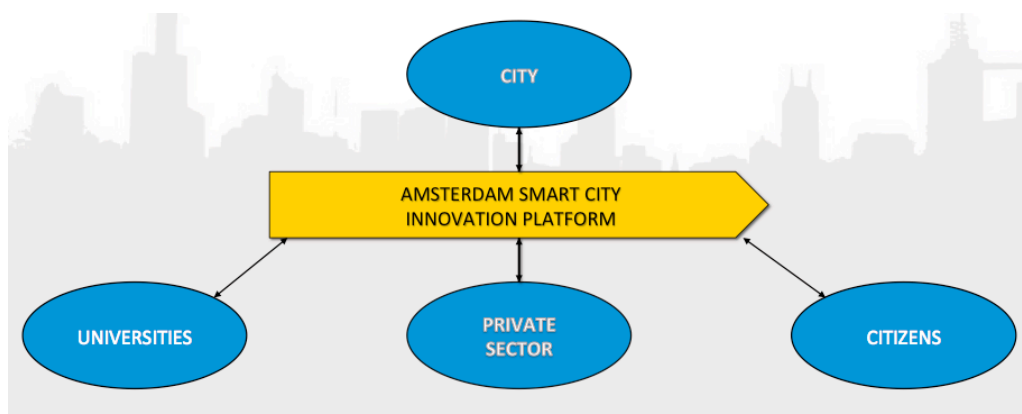 CITY
AMSTERDAM SMART CITY
INNOVATION PLATFORM
UNIVERSITIES
PRIVATE
SECTOR
CITIZENS